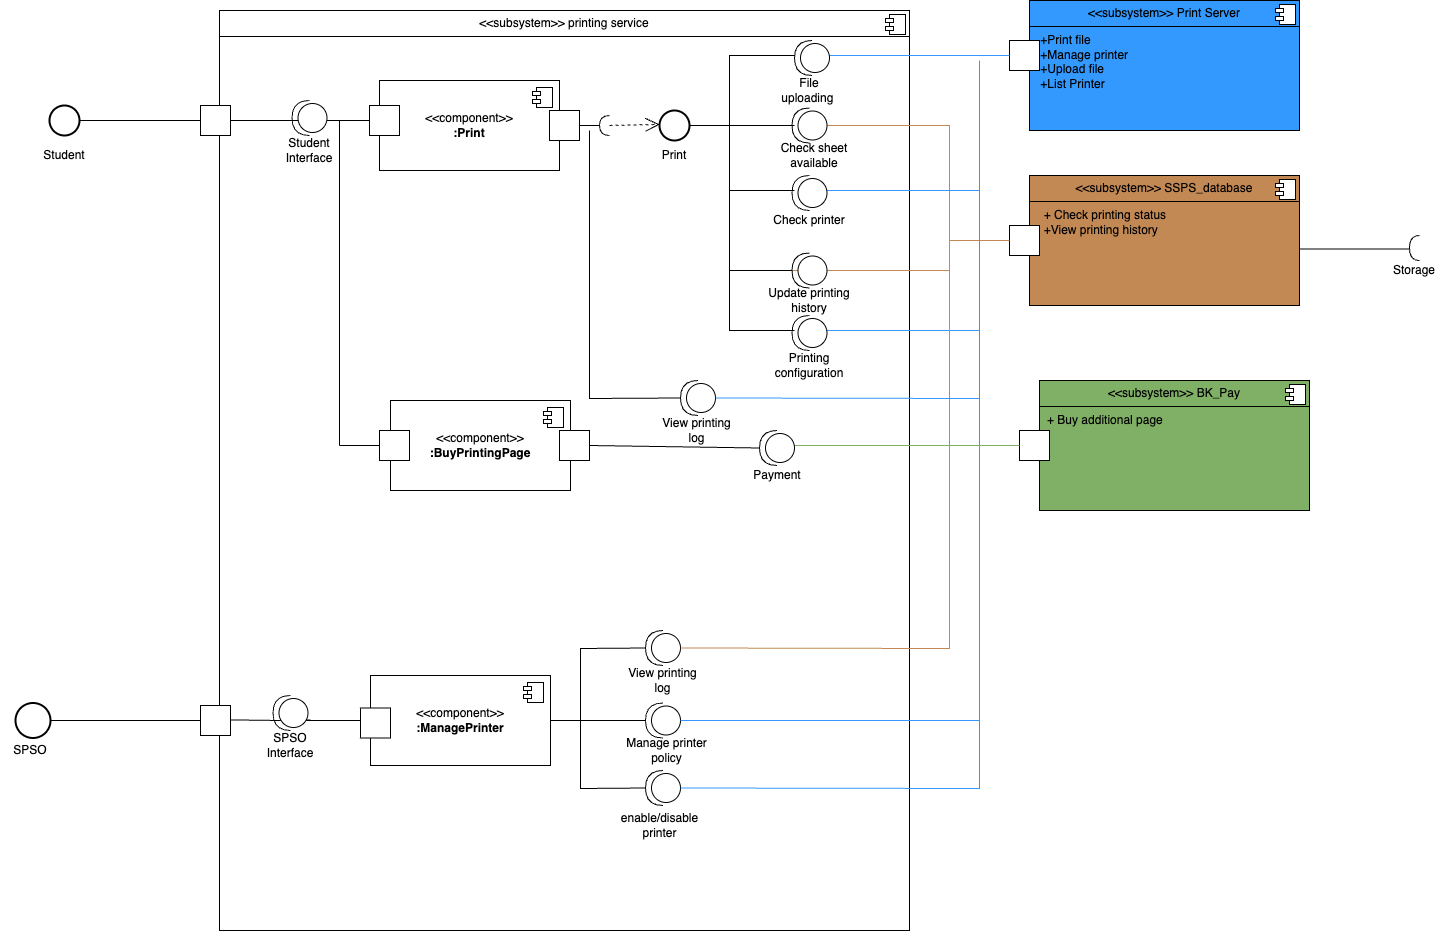 <<subsystem>> printing service
<<subsystem>> Print Server
+Print file
+Manage printer
+Upload file
+List Printer
File
uploading
<<component>>
:Print
Student
Student
Interface
Print
Check sheet
available
Check printer
<<subsystem>> SSPS_database
+ Check printing status
+View printing history
Storage
Update printing
history
Printing
configuration
<<subsystem>> BK_Pay
+ Buy additional page
View printing
log
<<component>>
:BuyPrintingPage
Payment
View printing
log
SPSO
SPSO
Interface
<<component>>
:ManagePrinter
Manage printer
policy
enable/disable
printer